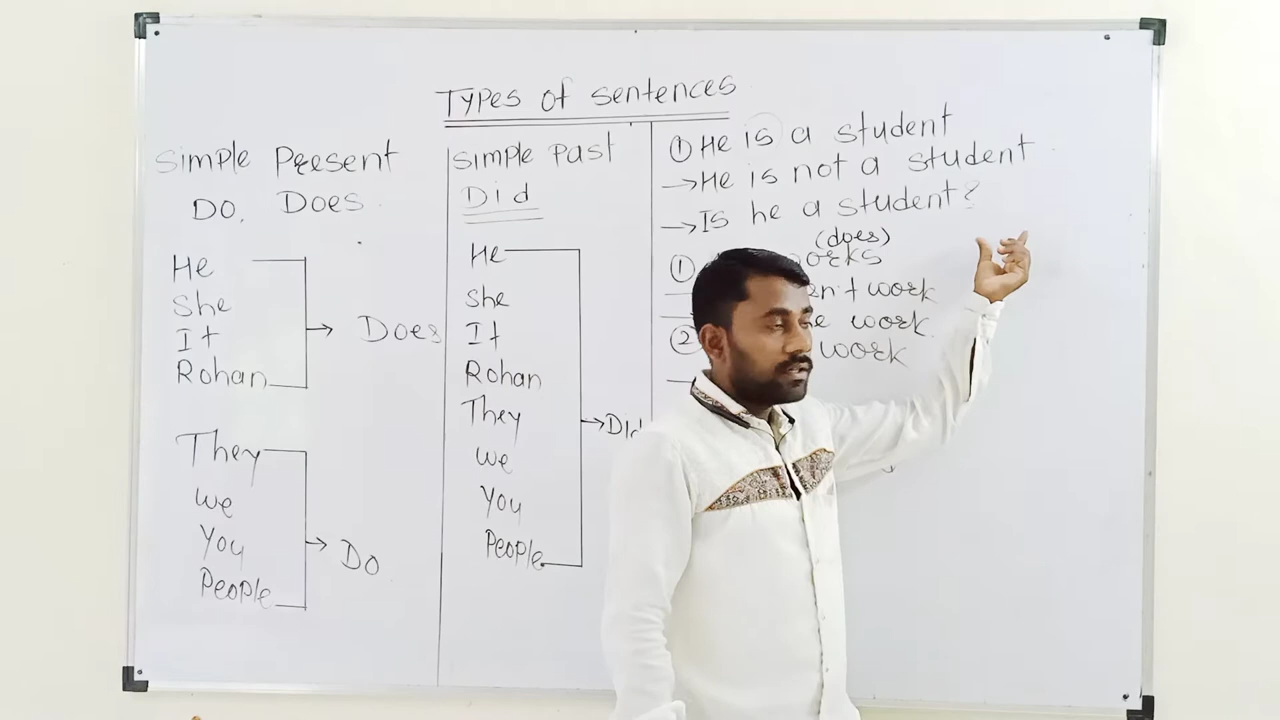 Types of sentences
Simple Present
Do, Does
He
She
It
Rohan
Does
They
We
You
People
Do
Simple Past
Did
He
She
It
Rohan
They
We
You
People
Did
① He is a student
→ He is not a student
→ Is he a student?
(does)
①
work
② work
work